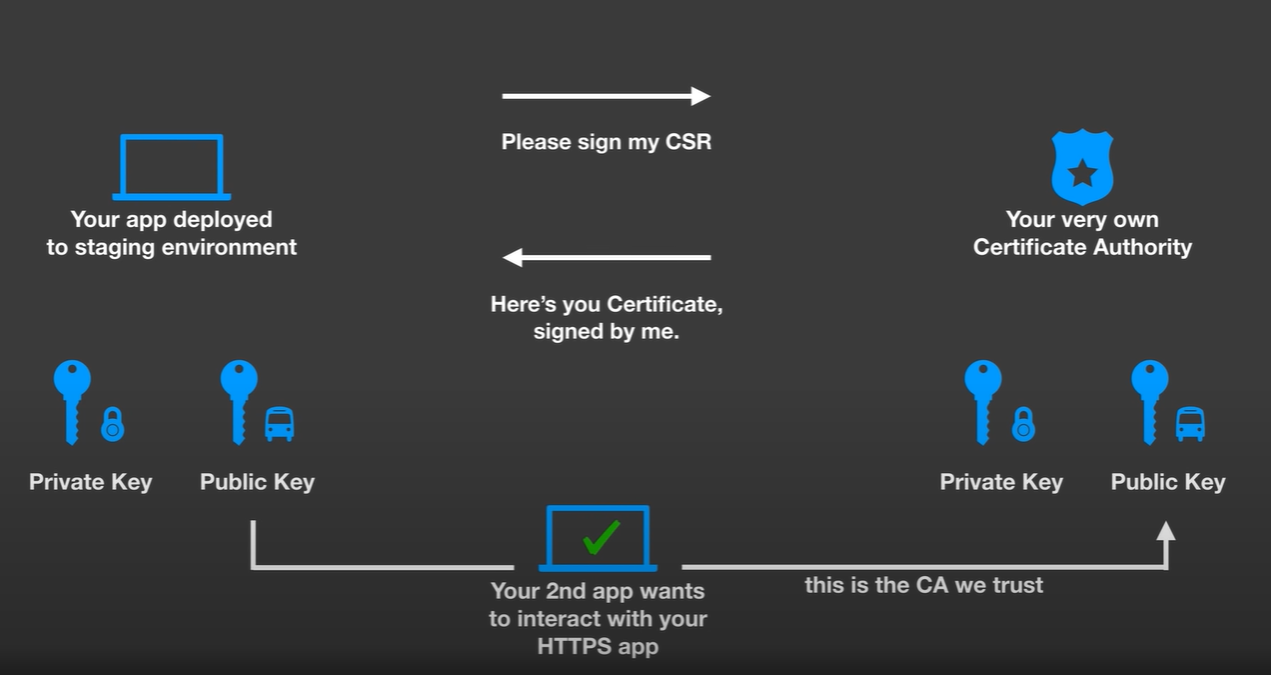 Please sign my CSR
Your app deployed
to staging environment
Your very own
Certificate Authority
Here's you Certificate,
signed by me.
Private Key
Public Key
Private Key
Public Key
Your 2nd app wants
to interact with your
HTTPS app
this is the CA we trust